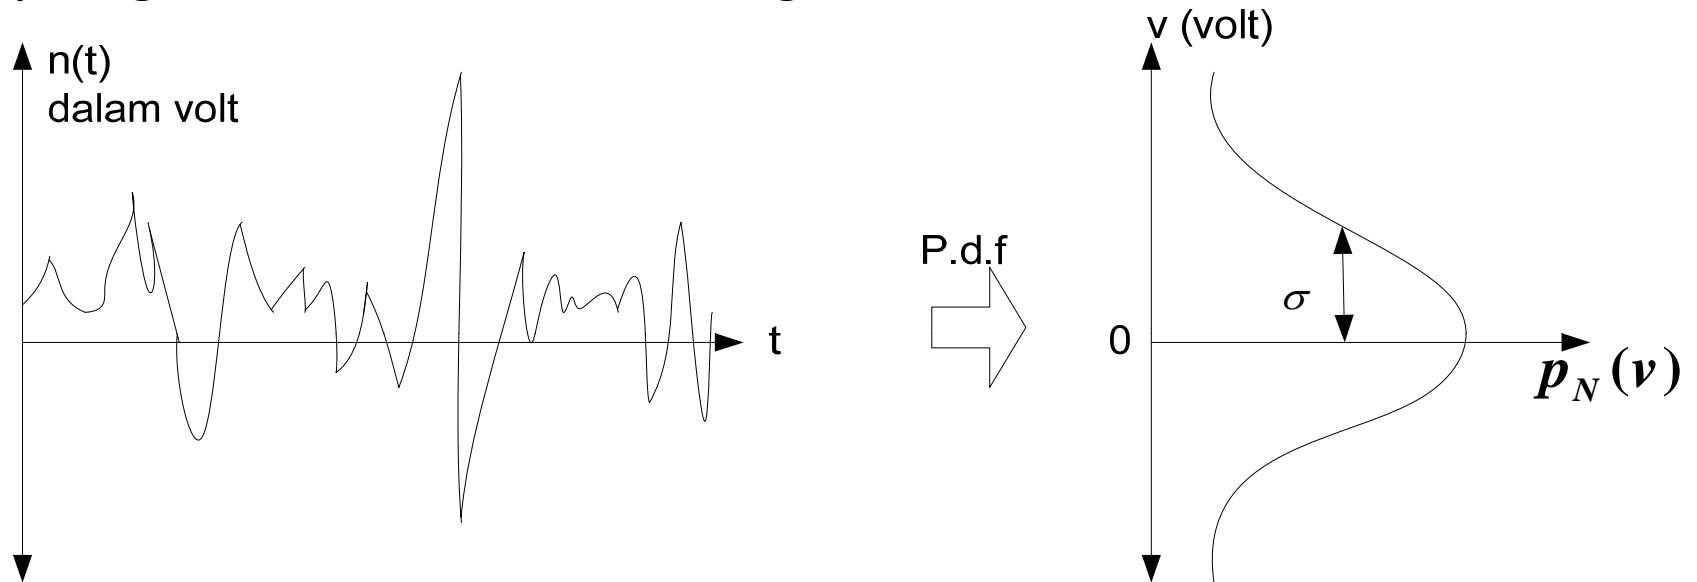 n(t)
dalam volt
t
P.d.f
v (volt)
σ
0
p_N(v)